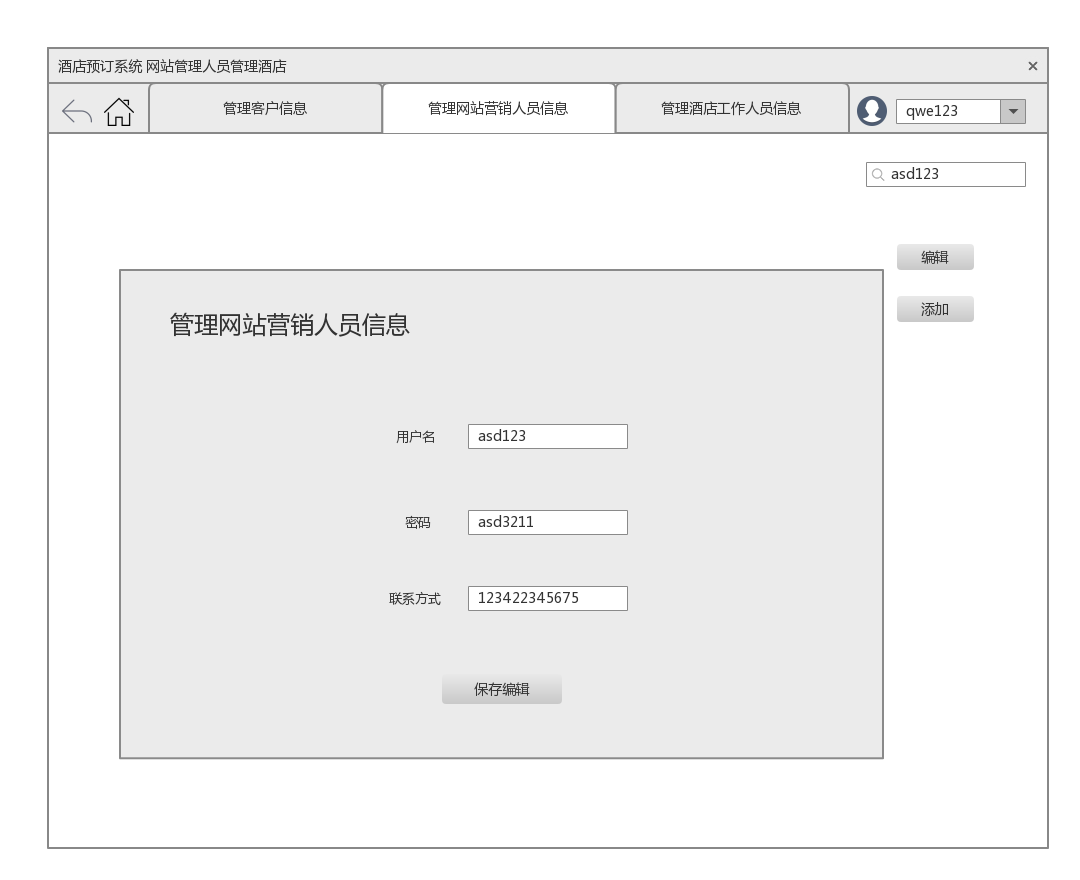 酒店预订系统 网站管理人员管理酒店
管理客户信息
管理网站营销人员信息
管理酒店工作人员信息
qwe123
asd123
编辑
添加
管理网站营销人员信息
用户名 asd123
密码 asd3211
联系方式 123422345675
保存编辑